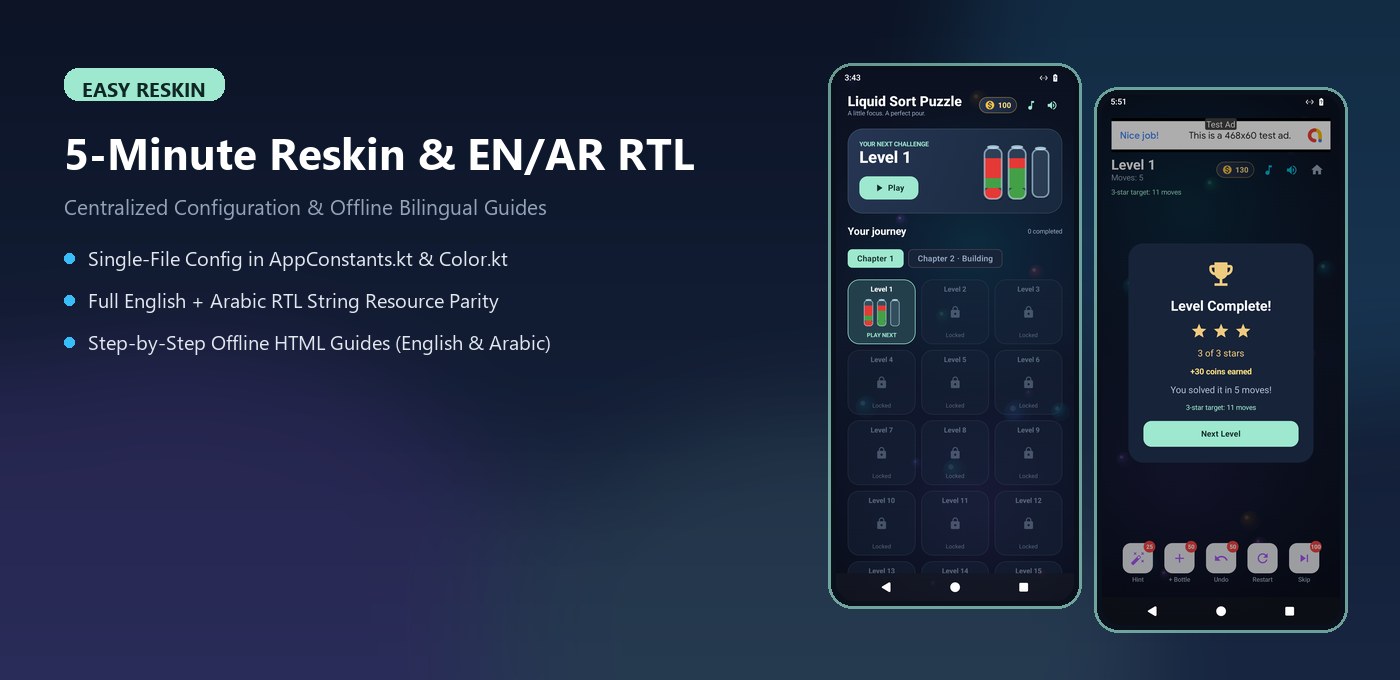 EASY RESKIN
5-Minute Reskin & EN/AR RTL
Centralized Configuration & Offline Bilingual Guides
Single-File Config in AppConstants.kt & Color.kt
Full English + Arabic RTL String Resource Parity
Step-by-Step Offline HTML Guides (English & Arabic)
3:43
Liquid Sort Puzzle
A little focus. A perfect pour.
100
YOUR NEXT CHALLENGE
Level 1
Play
Your journey
0 completed
Chapter 1
Chapter 2 · Building
Level 1
PLAY NEXT
Level 2
Locked
Level 3
Locked
Level 4
Locked
Level 5
Locked
Level 6
Locked
Level 7
Locked
Level 8
Locked
Level 9
Locked
Level 10
Locked
Level 11
Locked
Level 12
Locked
Level 13
Level 14
Level 15
5:51
Test Ad
Nice job!
This is a 468x60 test ad.
Level 1
Moves: 5
130
3-star target: 11 moves
Level Complete!
3 of 3 stars
+30 coins earned
You solved it in 5 moves!
3-star target: 11 moves
Next Level
25
Hint
50
+ Bottle
50
Undo
Restart
100
Skip